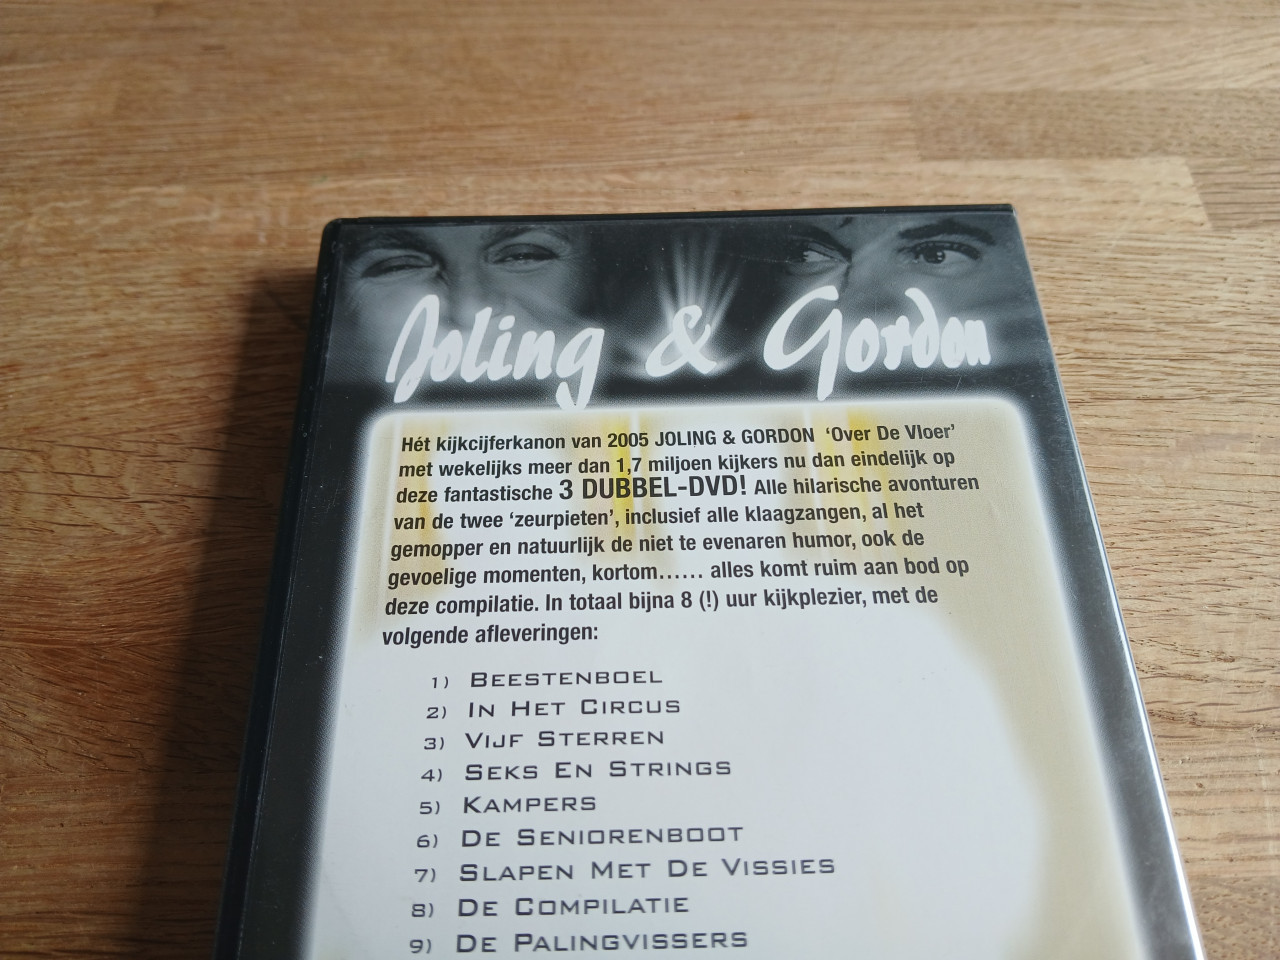 Joling & Gordon
Hét kijkcijferkanon van 2005 JOLING & GORDON ‘Over De Vloer’
met wekelijks meer dan 1,7 miljoen kijkers nu dan eindelijk op
deze fantastische 3 DUBBEL-DVD! Alle hilarische avonturen
van de twee ‘zeurpieten’, inclusief alle klaagzangen, al het
gemopper en natuurlijk de niet te evenaren humor, ook de
gevoelige momenten, kortom...... alles komt ruim aan bod op
deze compilatie. In totaal bijna 8 (!) uur kijkplezier, met de
volgende afleveringen:
1) BEESTENBOEL
2) IN HET CIRCUS
3) VIJF STERREN
4) SEKS EN STRINGS
5) KAMPERS
6) DE SENIORENBOOT
7) SLAPEN MET DE VISSIES
8) DE COMPILATIE
9) DE PALINGVISSERS